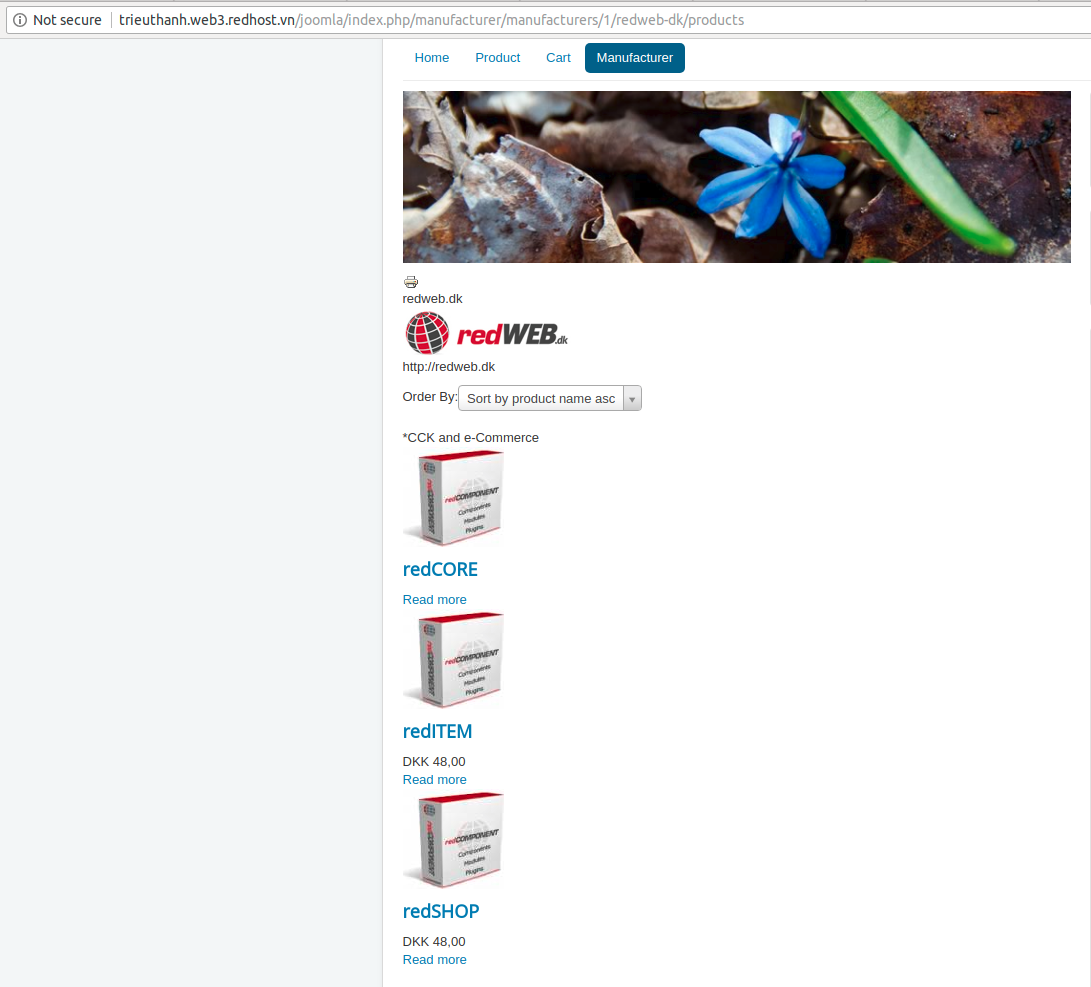 Not secure trieuthanh.web3.redhost.vn/joomla/index.php/manufacturer/manufacturers/1/redweb-dk/products
Home Product Cart Manufacturer
redweb.dk
redWEB.dk
http://redweb.dk
Order By: Sort by product name asc
*CCK and e-Commerce
redCOMPONENT
redCOMPONENT
Components
Modules
Plugins
redCORE
Read more
redCOMPONENT
redCOMPONENT
Components
Modules
Plugins
redITEM
DKK 48,00
Read more
redCOMPONENT
redCOMPONENT
Components
Modules
Plugins
redSHOP
DKK 48,00
Read more